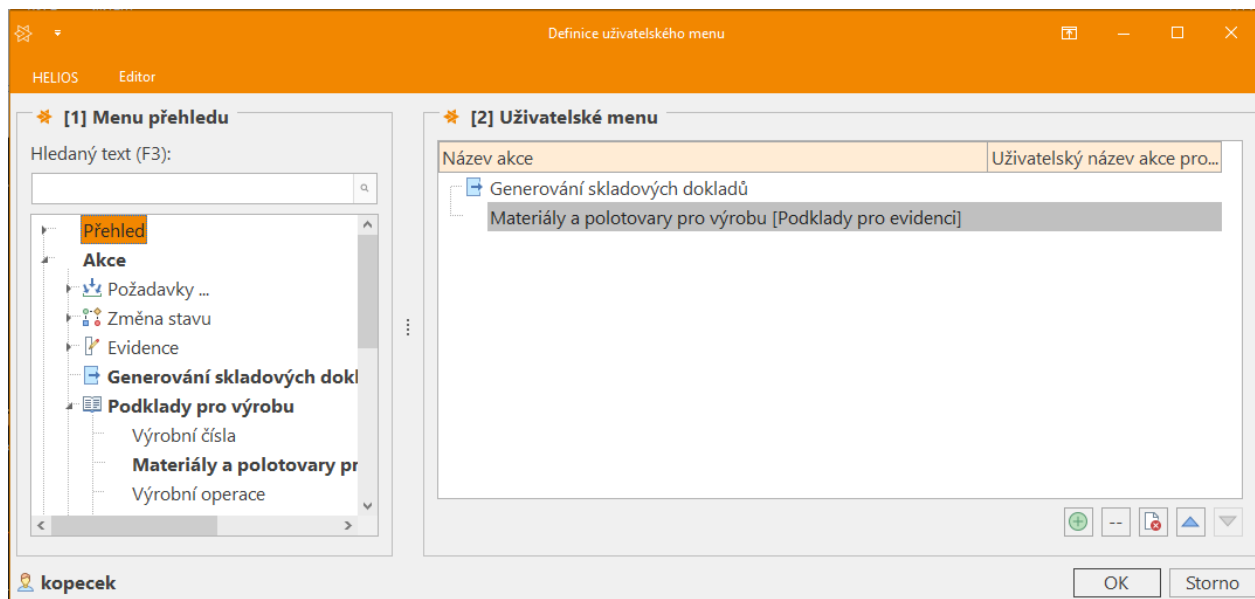 Definice uživatelského menu
HELIOS Editor
[1] Menu přehledu
Hledaný text (F3):
Přehled
Akce
Požadavky ...
Změna stavu
Evidence
Generování skladových dokl
Podklady pro výrobu
Výrobní čísla
Materiály a polotovary pr
Výrobní operace
[2] Uživatelské menu
Název akce Uživatelský název akce pro...
Generování skladových dokladů
Materiály a polotovary pro výrobu [Podklady pro evidenci]
--
kopecek
OK Storno